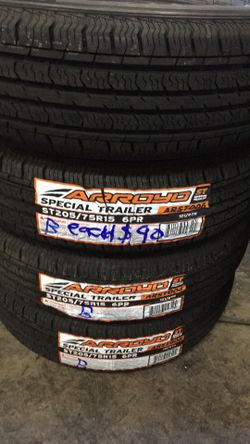 ARROYO ST
SPECIAL TRAILER
ST205/75R15 6PR
B each $90
ARROYO
SPECIAL TRAILER
ST205/75R15 6PR
B
ARROYO
SPECIAL TRAILER
ST205/75R15 6PR
B